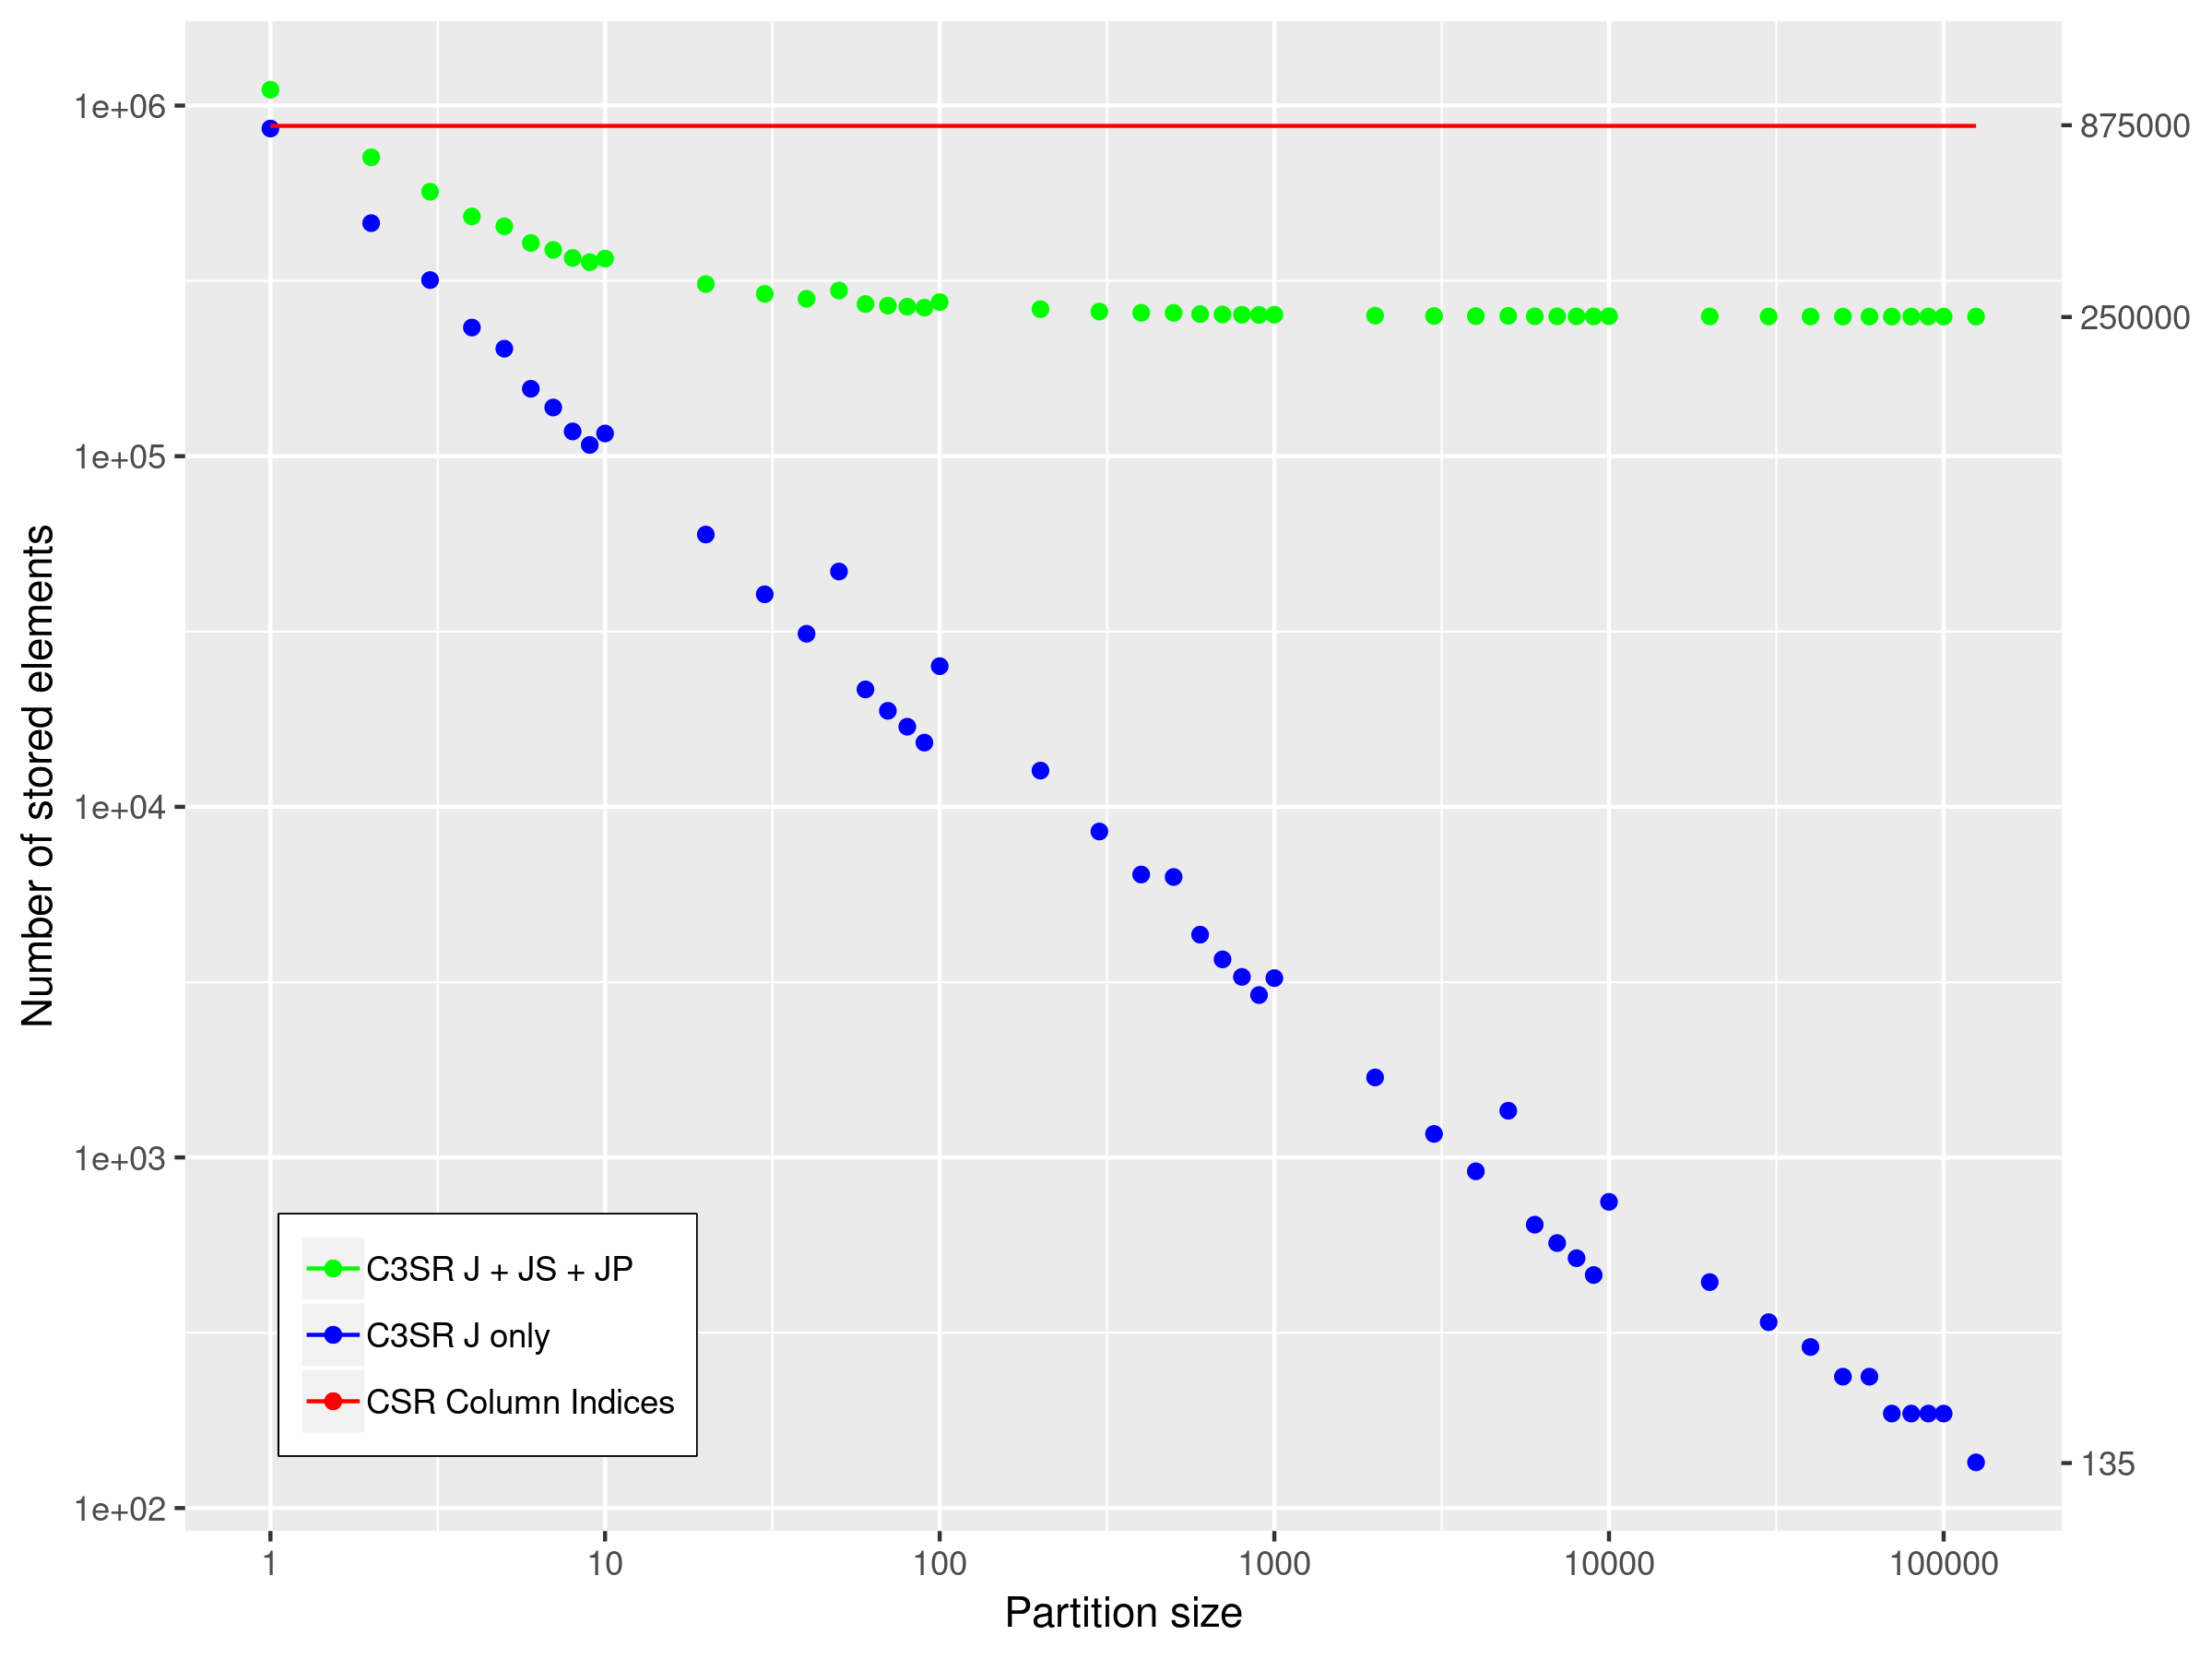 Number of stored elements
1e+06
1e+05
1e+04
1e+03
1e+02
875000
250000
135
C3SR J + JS + JP
C3SR J only
CSR Column Indices
1 10 100 1000 10000 100000
Partition size